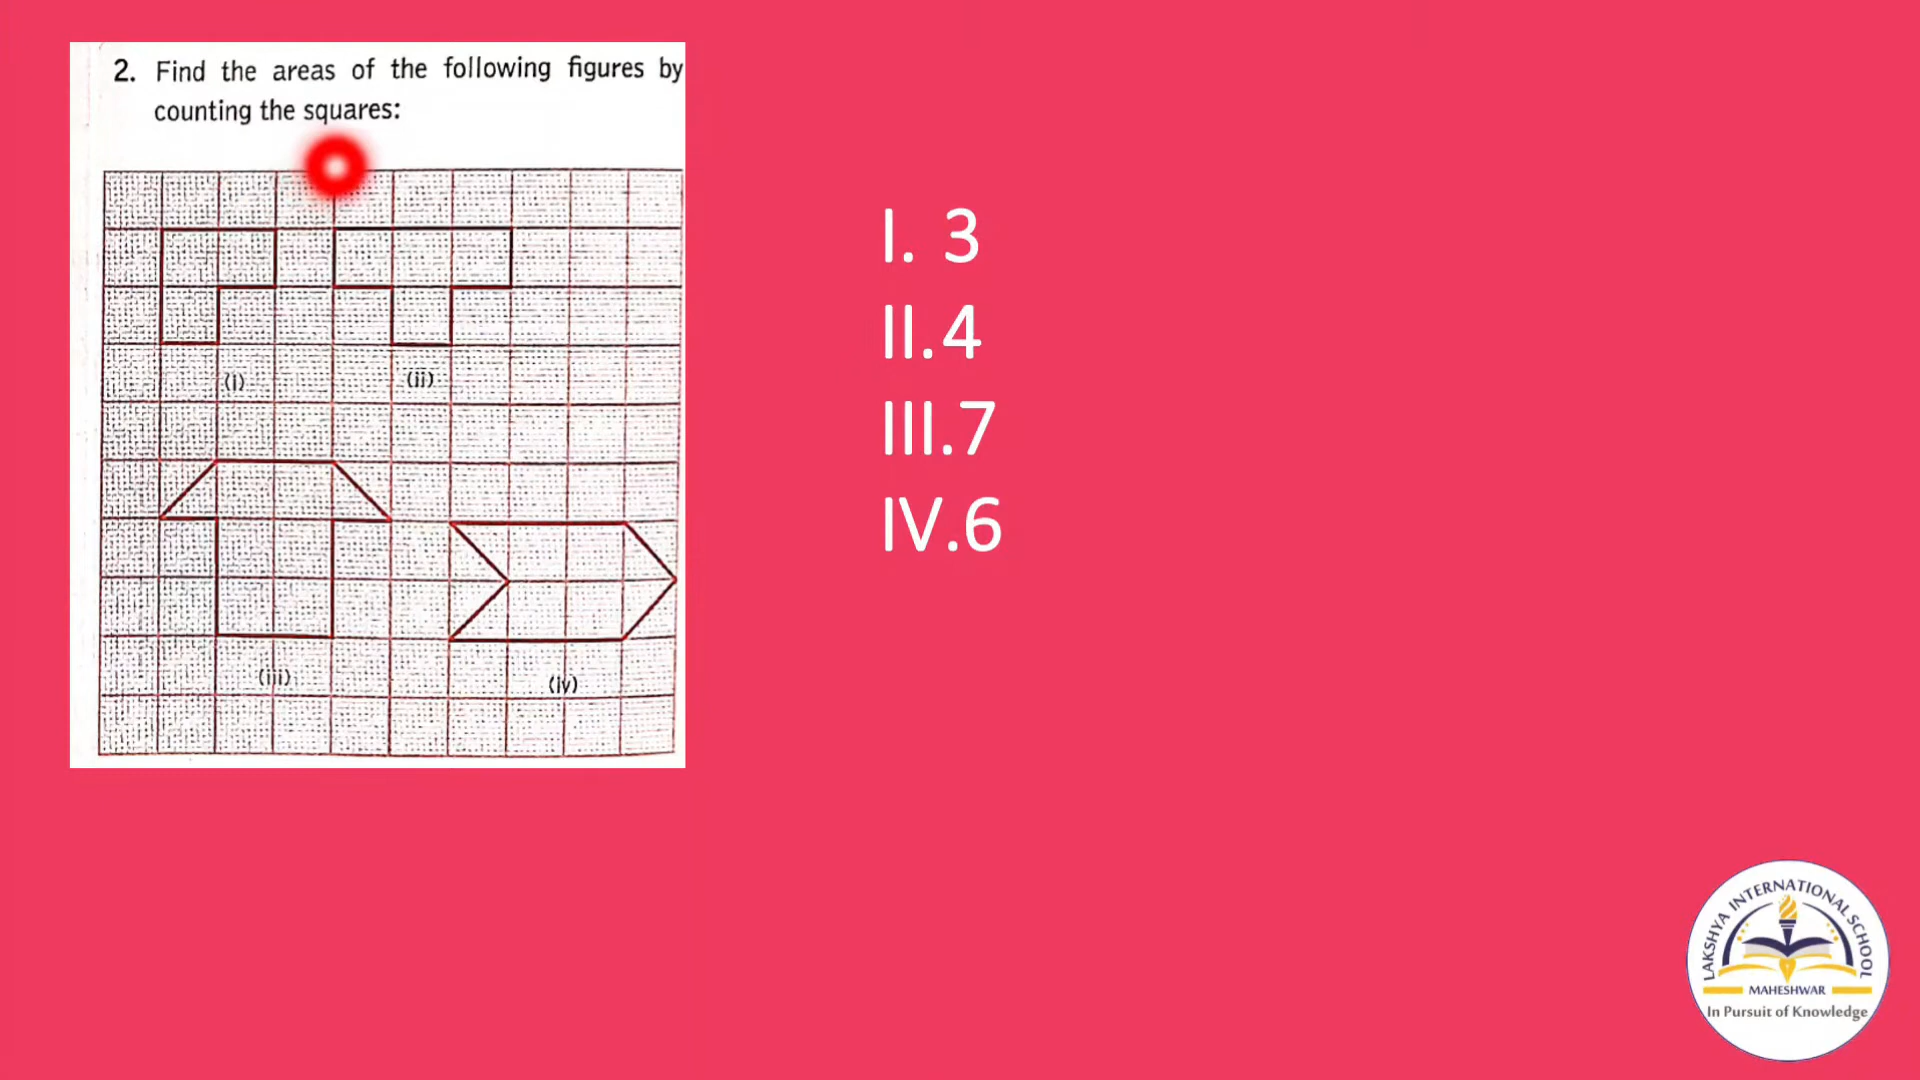 2. Find the areas of the following figures by
counting the squares:
(i)
(ii)
(iii)
(iv)
I. 3
II.4
III.7
IV.6
LAKSHYA INTERNATIONAL SCHOOL
MAHESHWAR
In Pursuit of Knowledge